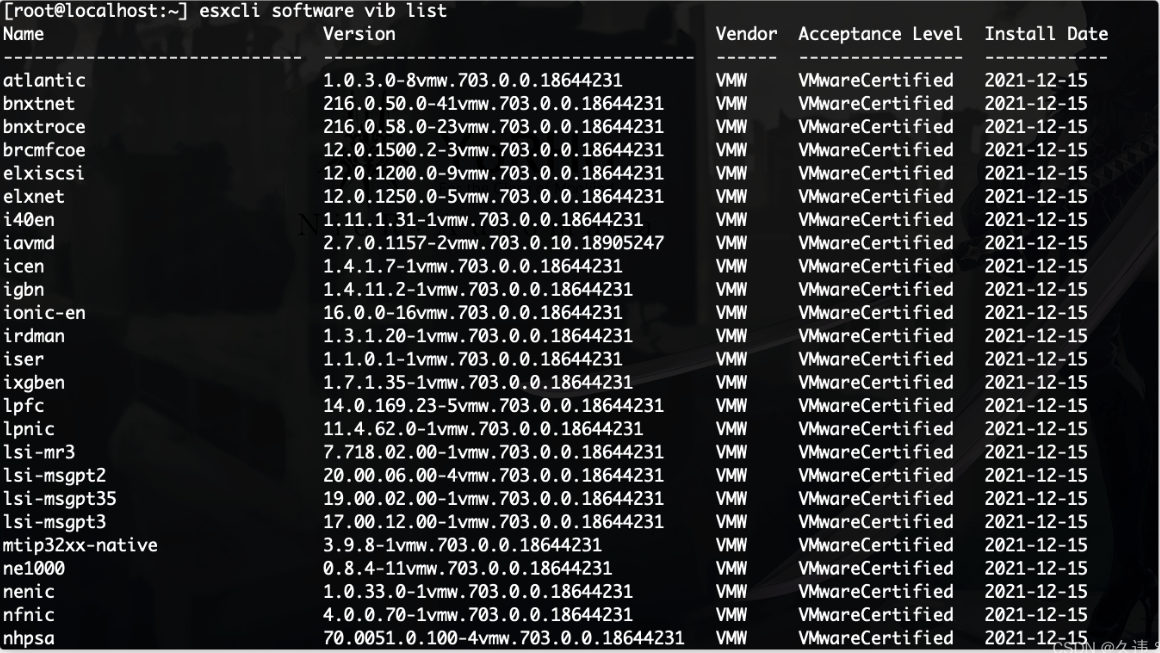 [root@localhost:~] esxcli software vib list
Name Version Vendor Acceptance Level Install Date
----------------------------- ------------------------------------ ------ ---------------- ------------
atlantic 1.0.3.0-8vmw.703.0.0.18644231 VMW VMwareCertified 2021-12-15
bnxtnet 216.0.50.0-41vmw.703.0.0.18644231 VMW VMwareCertified 2021-12-15
bnxtroce 216.0.58.0-23vmw.703.0.0.18644231 VMW VMwareCertified 2021-12-15
brcmfcoe 12.0.1500.2-3vmw.703.0.0.18644231 VMW VMwareCertified 2021-12-15
elxiscsi 12.0.1200.0-9vmw.703.0.0.18644231 VMW VMwareCertified 2021-12-15
elxnet 12.0.1250.0-5vmw.703.0.0.18644231 VMW VMwareCertified 2021-12-15
i40en 1.11.1.31-1vmw.703.0.0.18644231 VMW VMwareCertified 2021-12-15
iavmd 2.7.0.1157-2vmw.703.0.10.18905247 VMW VMwareCertified 2021-12-15
icen 1.4.1.7-1vmw.703.0.0.18644231 VMW VMwareCertified 2021-12-15
igbn 1.4.11.2-1vmw.703.0.0.18644231 VMW VMwareCertified 2021-12-15
ionic-en 16.0.0-16vmw.703.0.0.18644231 VMW VMwareCertified 2021-12-15
irdman 1.3.1.20-1vmw.703.0.0.18644231 VMW VMwareCertified 2021-12-15
iser 1.1.0.1-1vmw.703.0.0.18644231 VMW VMwareCertified 2021-12-15
ixgben 1.7.1.35-1vmw.703.0.0.18644231 VMW VMwareCertified 2021-12-15
lpfc 14.0.169.23-5vmw.703.0.0.18644231 VMW VMwareCertified 2021-12-15
lpnic 11.4.62.0-1vmw.703.0.0.18644231 VMW VMwareCertified 2021-12-15
lsi-mr3 7.718.02.00-1vmw.703.0.0.18644231 VMW VMwareCertified 2021-12-15
lsi-msgpt2 20.00.06.00-4vmw.703.0.0.18644231 VMW VMwareCertified 2021-12-15
lsi-msgpt35 19.00.02.00-1vmw.703.0.0.18644231 VMW VMwareCertified 2021-12-15
lsi-msgpt3 17.00.12.00-1vmw.703.0.0.18644231 VMW VMwareCertified 2021-12-15
mtip32xx-native 3.9.8-1vmw.703.0.0.18644231 VMW VMwareCertified 2021-12-15
ne1000 0.8.4-11vmw.703.0.0.18644231 VMW VMwareCertified 2021-12-15
nenic 1.0.33.0-1vmw.703.0.0.18644231 VMW VMwareCertified 2021-12-15
nfnic 4.0.0.70-1vmw.703.0.0.18644231 VMW VMwareCertified 2021-12-15
nhpsa 70.0051.0.100-4vmw.703.0.0.18644231 VMW VMwareCertified 2021-12-15
CSDN @久违